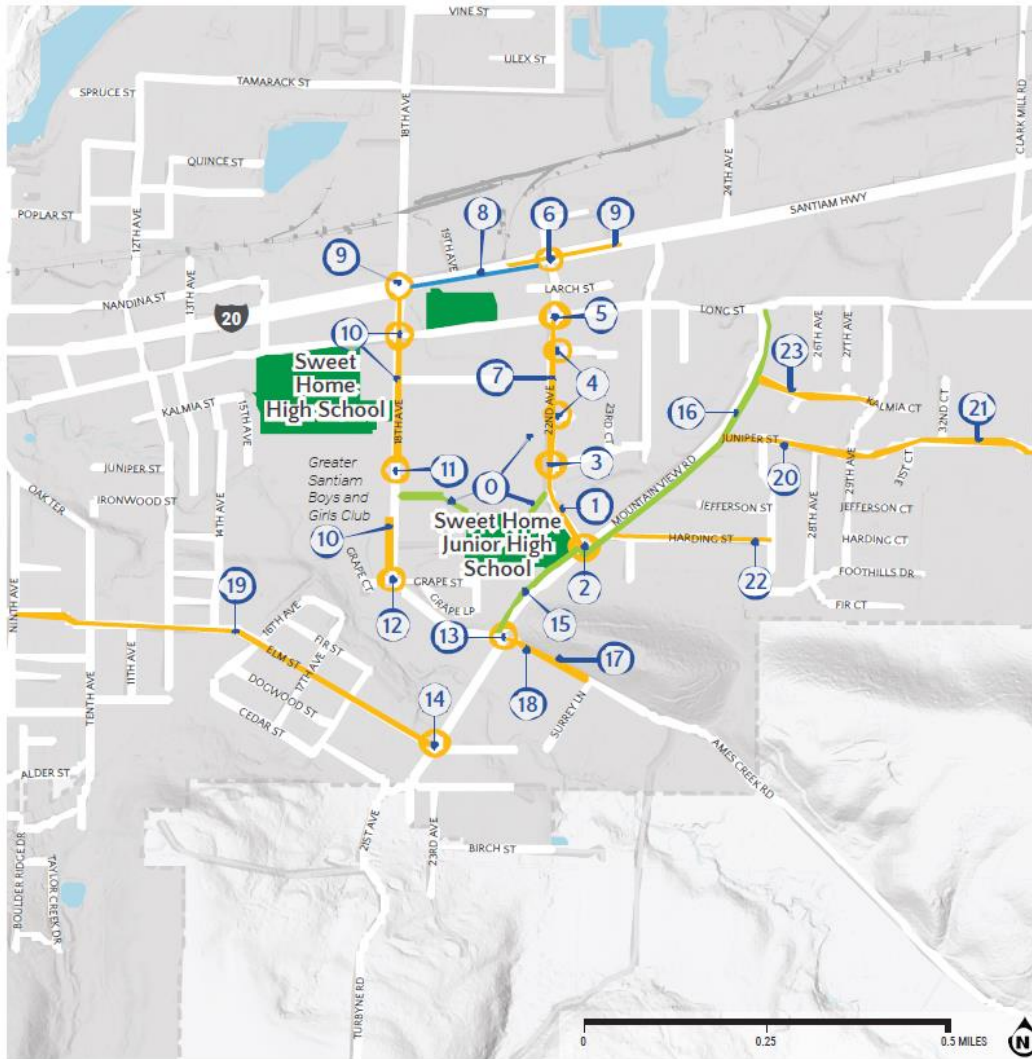 VINE ST
ULEX ST
TAMARACK ST
SPRUCE ST
18TH AVE
CLARK MILL RD
QUINCE ST
24TH AVE
POPLAR ST
12TH AVE
SANTIAM HWY
8
6
9
19TH AVE
9
13TH AVE
NANDINA ST
LARCH ST
20
LONG ST
5
10
26TH AVE
27TH AVE
23
Sweet
Home
High School
7
4
KALMIA ST
15TH AVE
18TH AVE
22ND AVE
23RD CT
16
KALMIA CT
32ND CT
21
JUNIPER ST
3
20
31ST CT
29TH AVE
JUNIPER ST
11
Greater
Santiam
Boys and
Girls Club
0
MOUNTAIN VIEW RD
OAK TER
IRONWOOD ST
14TH AVE
1
JEFFERSON ST
28TH AVE
JEFFERSON CT
Sweet Home
Junior High
School
10
HARDING ST
HARDING CT
2
22
GRAPE CT
GRAPE ST
FOOTHILLS DR
NINTH AVE
19
12
GRAPE LP
15
FIR CT
16TH AVE
FIR ST
13
17
11TH AVE
ELM ST
17TH AVE
18
TENTH AVE
DOGWOOD ST
14
CEDAR ST
SURREY LN
ALDER ST
AMES CREEK RD
21ST AVE
23RD AVE
BIRCH ST
BOULDER RIDGE DR
TAYLOR CREEK DR
TURBYNE RD
0
0.25
0.5 MILES
N